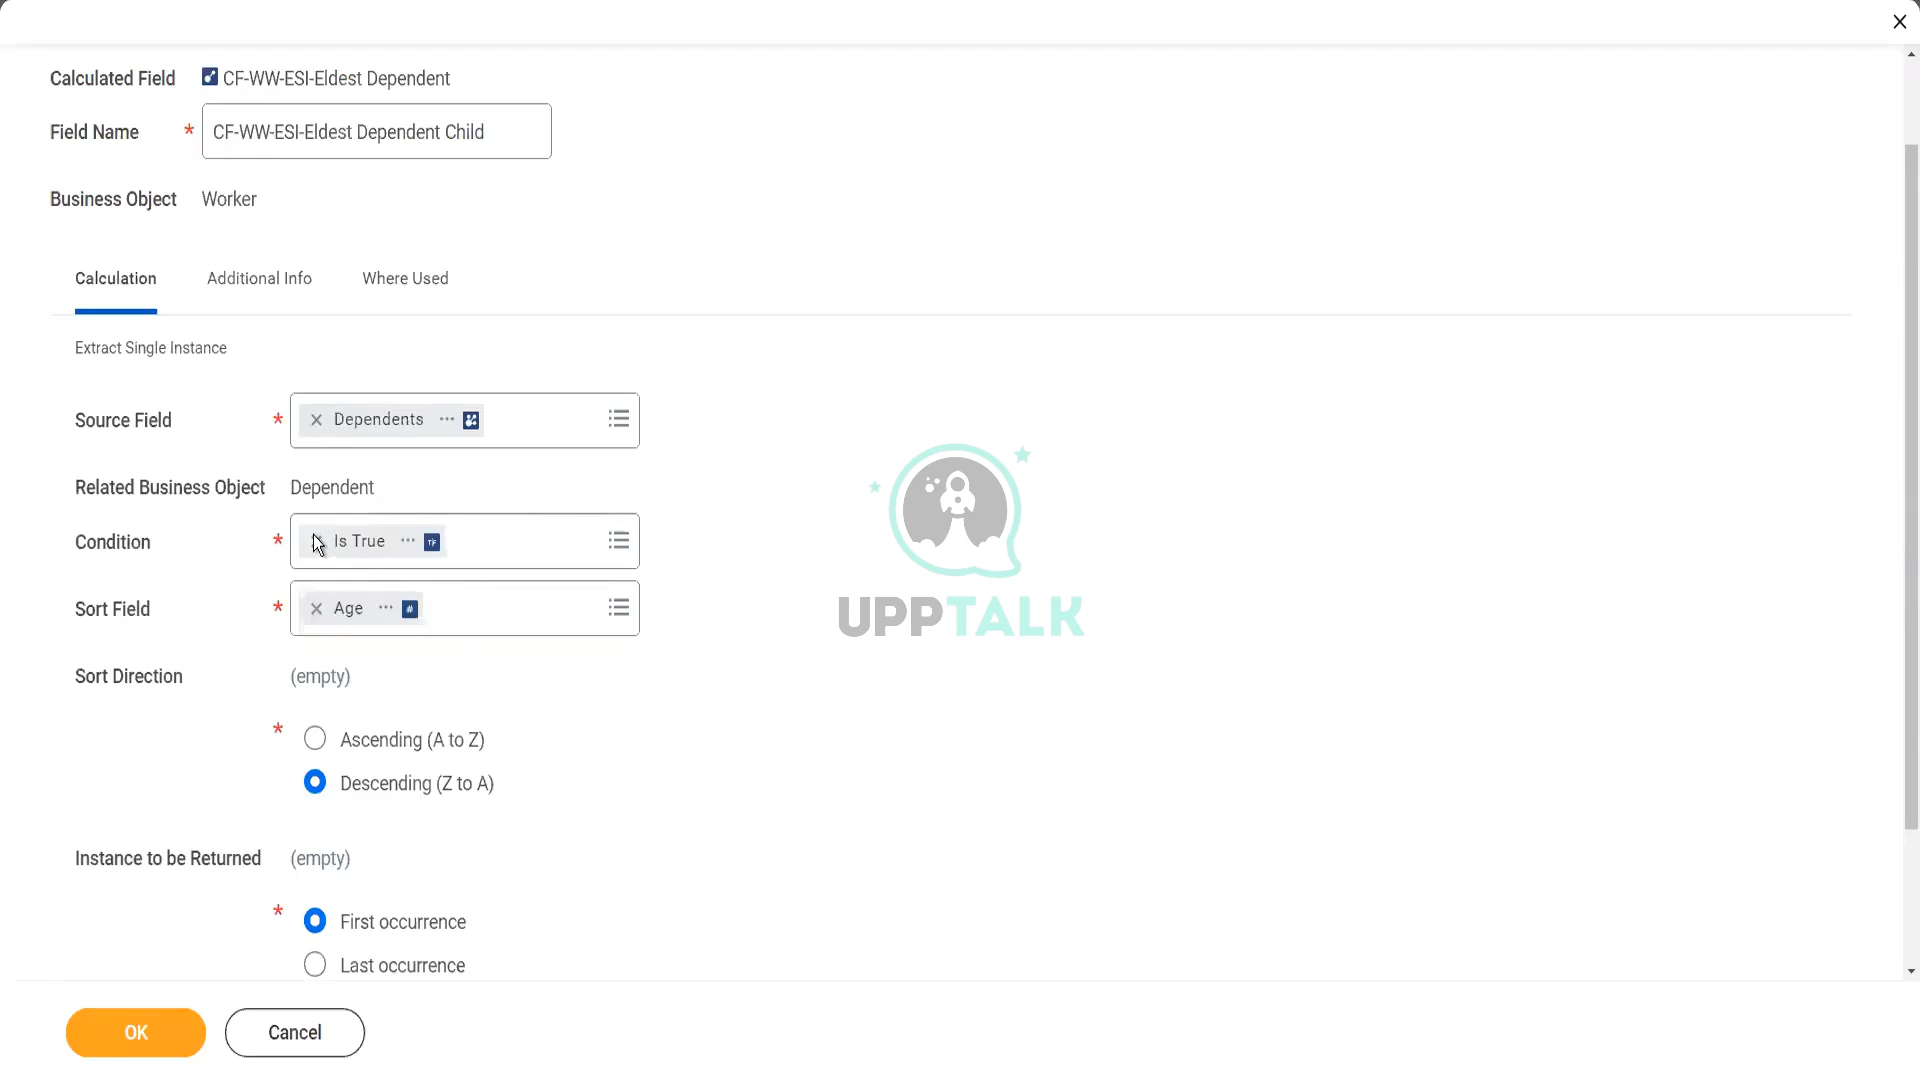 Calculated Field CF-WW-ESI-Eldest Dependent
Field Name * CF-WW-ESI-Eldest Dependent Child
Business Object Worker
Calculation Additional Info Where Used
Extract Single Instance
Source Field * Dependents
Related Business Object Dependent
Condition * Is True
Sort Field * Age #
UPPTALK
Sort Direction (empty)
* Ascending (A to Z)
Descending (Z to A)
Instance to be Returned (empty)
* First occurrence
Last occurrence
OK Cancel